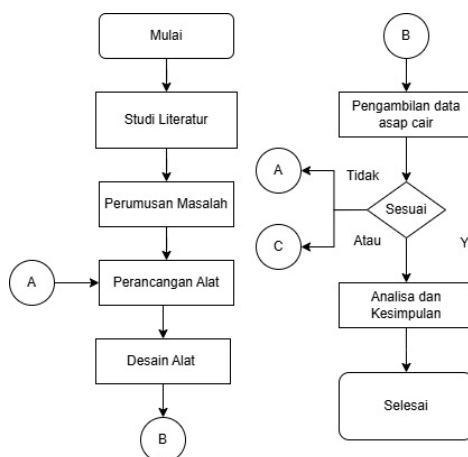 Mulai
Studi Literatur
Perumusan Masalah
A
Perancangan Alat
Desain Alat
B
B
Pengambilan data
asap cair
A
Tidak
Sesuai
C
Atau
Y
Analisa dan
Kesimpulan
Selesai